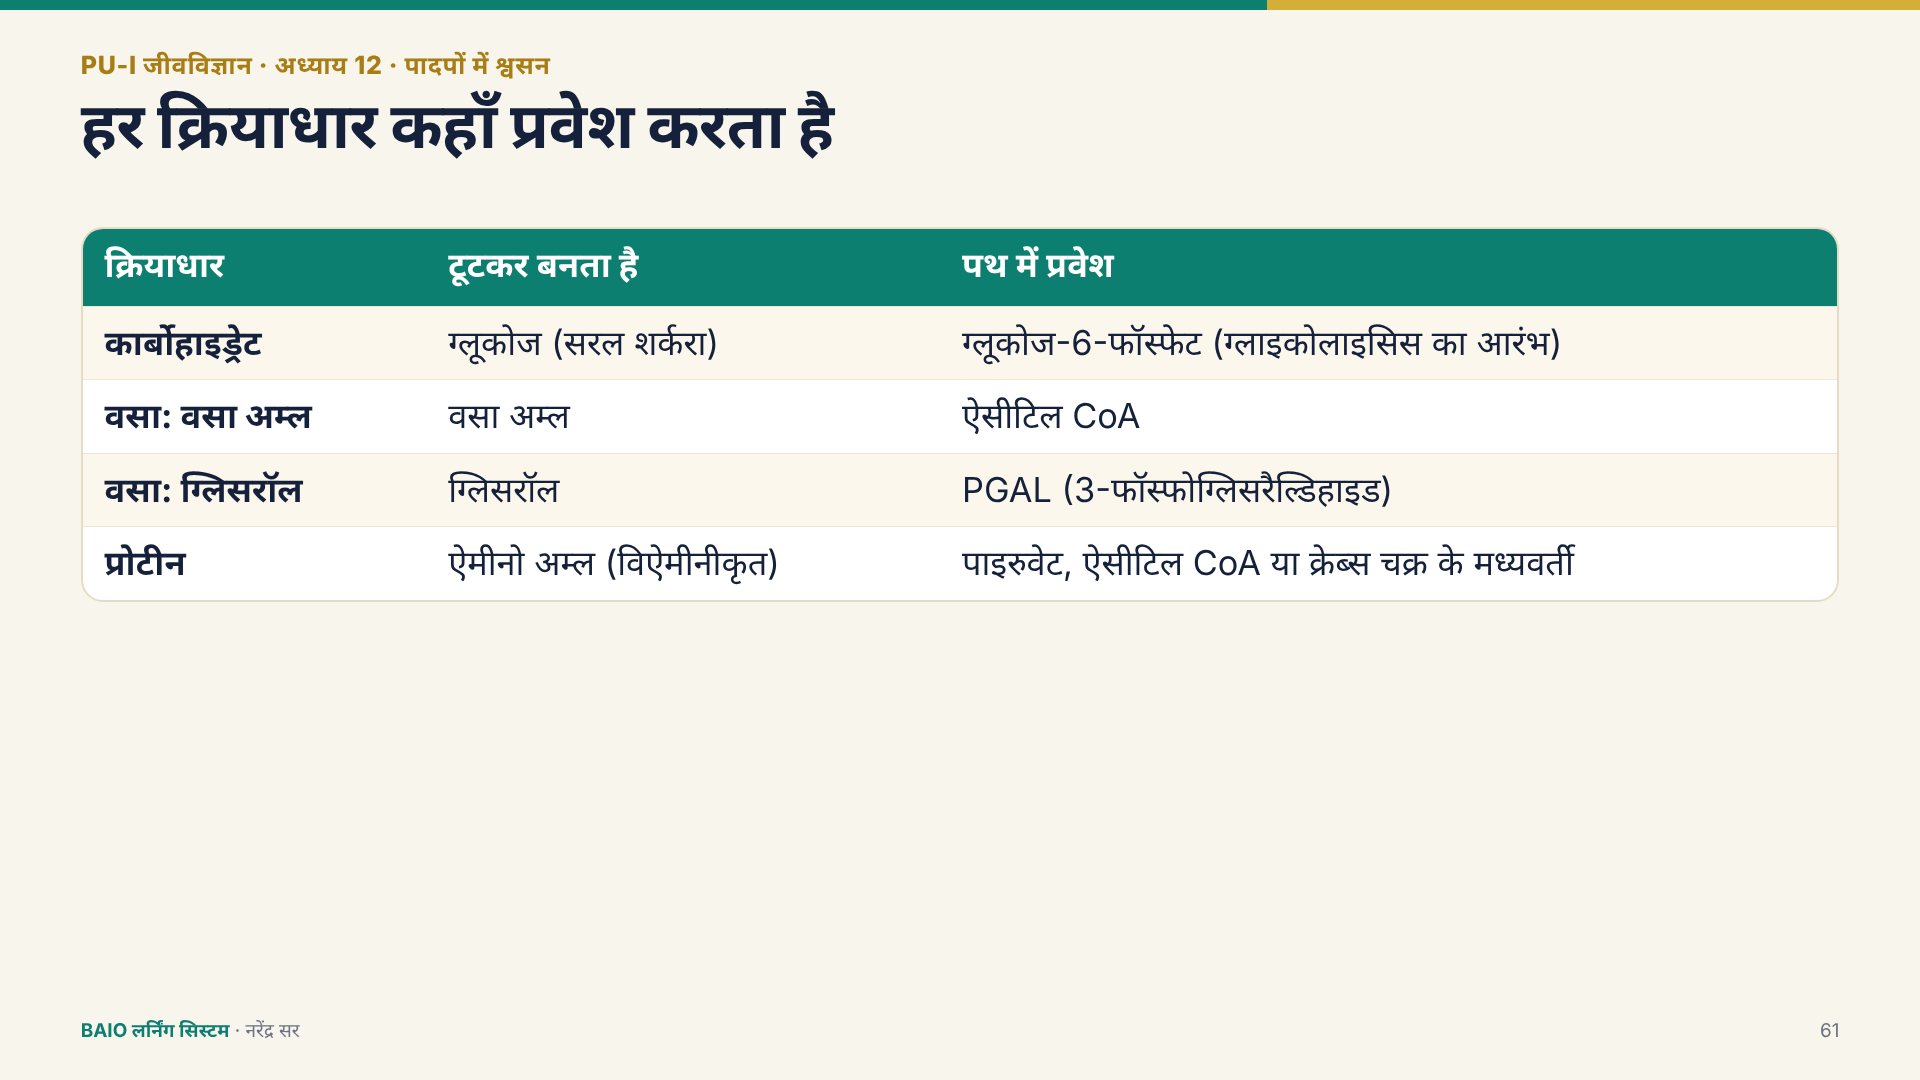 PU-I जीवविज्ञान · अध्याय 12 · पादपों में श्वसन
हर क्रियाधार कहाँ प्रवेश करता है
क्रियाधार टूटकर बनता है पथ में प्रवेश
कार्बोहाइड्रेट ग्लूकोज (सरल शर्करा) ग्लूकोज-6-फॉस्फेट (ग्लाइकोलाइसिस का आरंभ)
वसा: वसा अम्ल वसा अम्ल ऐसीटिल CoA
वसा: ग्लिसरॉल ग्लिसरॉल PGAL (3-फॉस्फोग्लिसरैल्डिहाइड)
प्रोटीन ऐमीनो अम्ल (विऐमीनीकृत) पाइरुवेट, ऐसीटिल CoA या क्रेब्स चक्र के मध्यवर्ती
BAIO लर्निंग सिस्टम · नरेंद्र सर
61